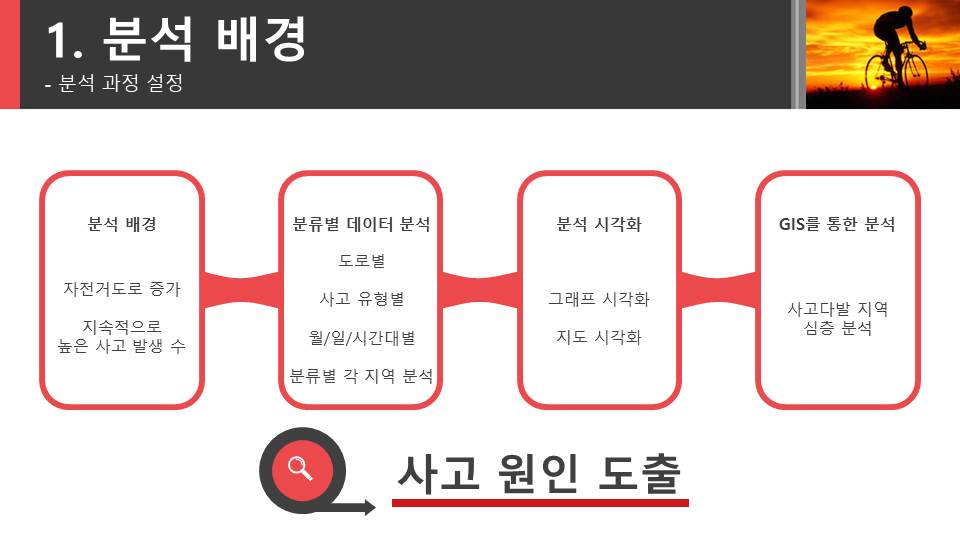 1. 분석 배경
- 분석 과정 설정
분석 배경
자전거도로 증가
지속적으로
높은 사고 발생 수
분류별 데이터 분석
도로별
사고 유형별
월/일/시간대별
분류별 각 지역 분석
분석 시각화
그래프 시각화
지도 시각화
GIS를 통한 분석
사고다발 지역
심층 분석
사고 원인 도출